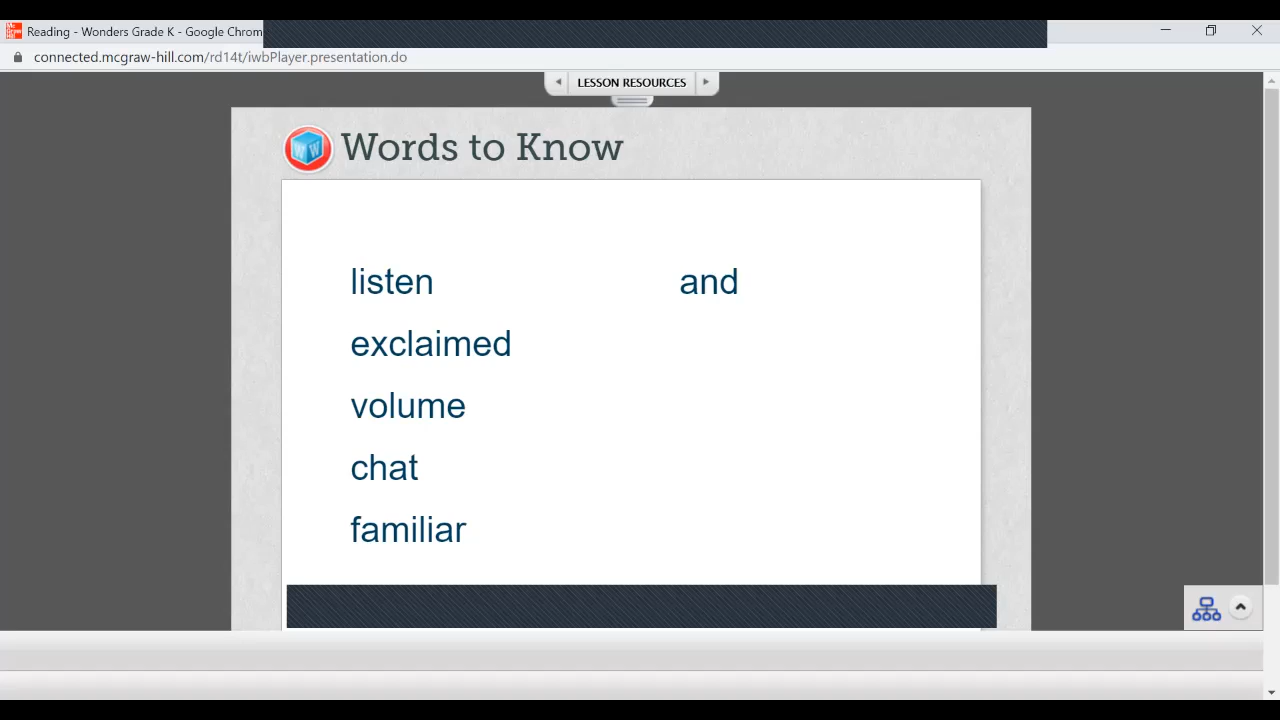 Reading - Wonders Grade K - Google Chrom
connected.mcgraw-hill.com/rd14t/iwbPlayer.presentation.do
LESSON RESOURCES
Words to Know
listen and
exclaimed
volume
chat
familiar